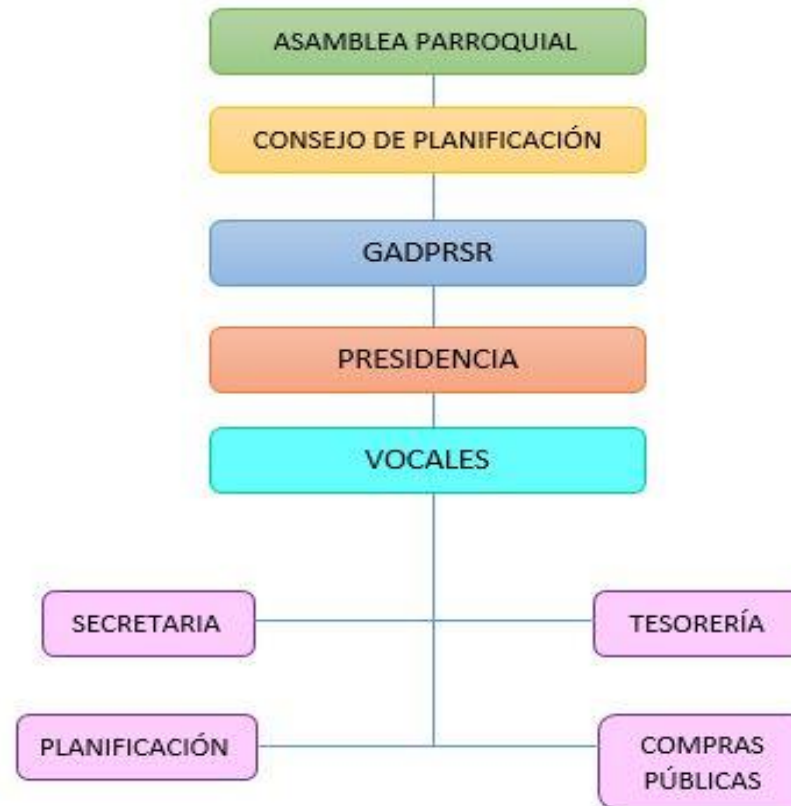 ASAMBLEA PARROQUIAL
CONSEJO DE PLANIFICACIÓN
GADPRSR
PRESIDENCIA
VOCALES
SECRETARIA
TESORERÍA
PLANIFICACIÓN
COMPRAS
PÚBLICAS